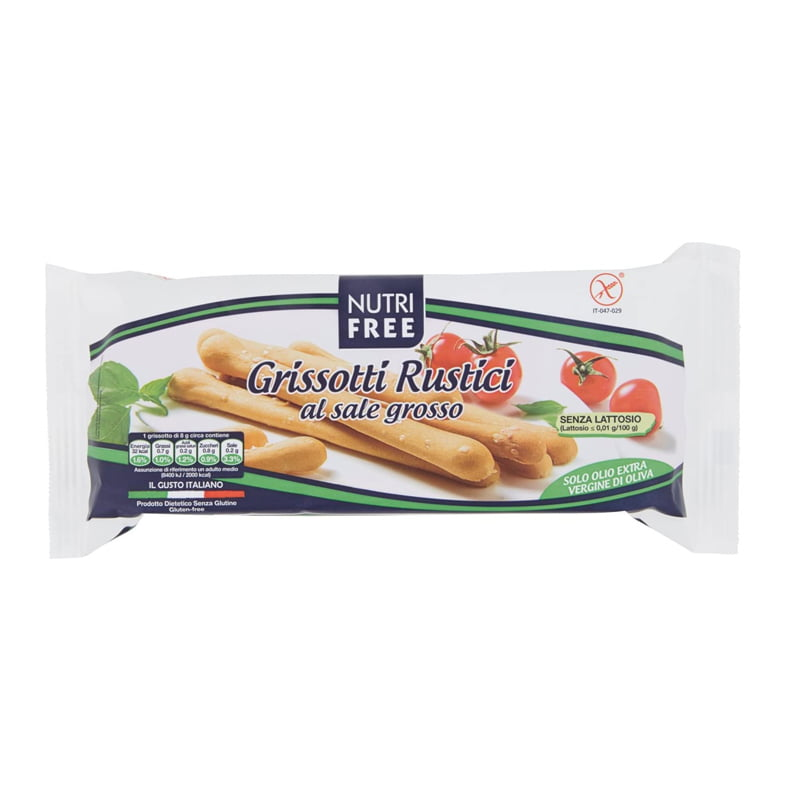 NUTRI
FREE
®
IT-047-029
Grissotti Rustici
al sale grosso
SENZA LATTOSIO
(Lattosio ≤ 0,01 g/100 g)
1 grissotto di 8 g circa contiene
Energia Grassi Zuccheri Sale
32 kcal 0.7 g 0.2 g 0.8 g 0.2 g
1.6% 1.0% 1.2% 0.9% 3.3%
Assunzione di riferimento un adulto medio
(8400 kJ / 2000 kcal)
IL GUSTO ITALIANO
Prodotto Dietetico Senza Glutine
Gluten-free
SOLO OLIO EXTRA
VERGINE DI OLIVA